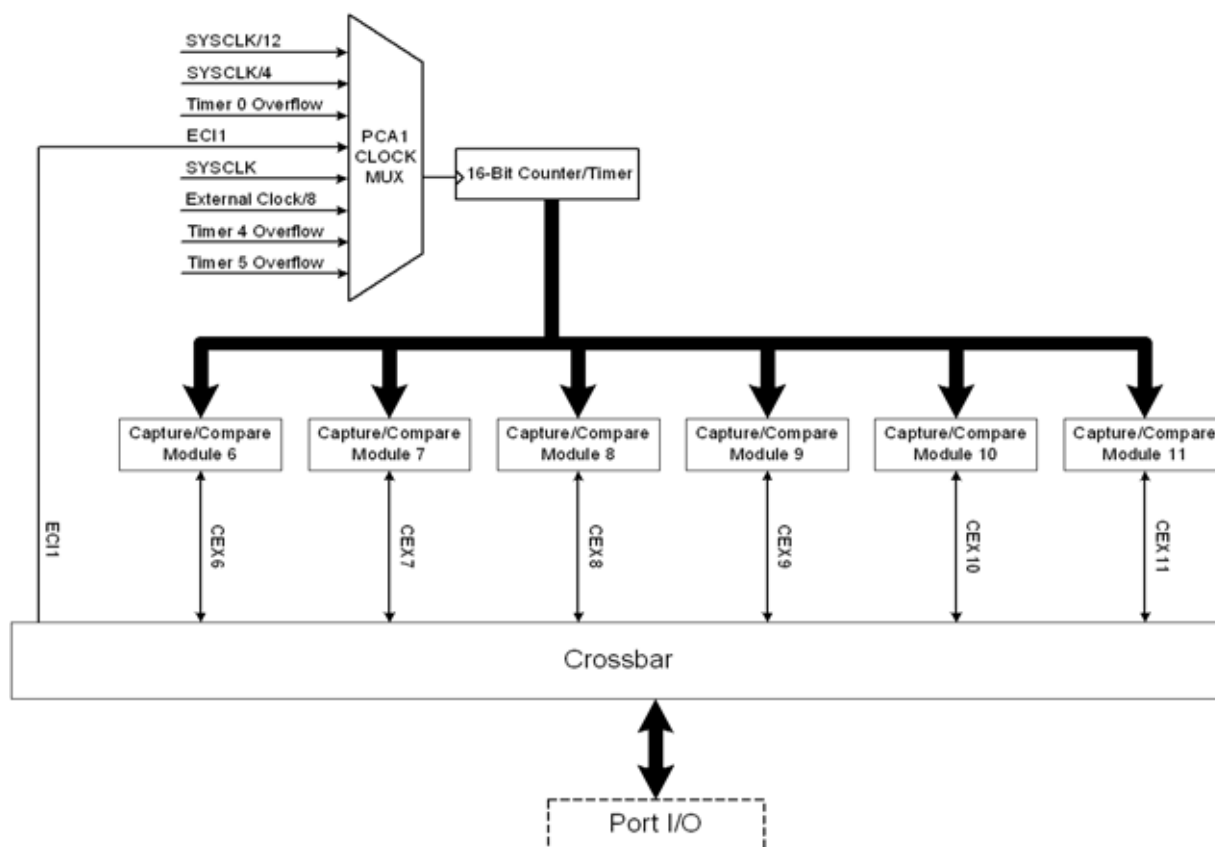 SYSCLK/12
SYSCLK/4
Timer 0 Overflow
ECI1
SYSCLK
External Clock/8
Timer 4 Overflow
Timer 5 Overflow
PCA1
CLOCK
MUX
16-Bit Counter/Timer
Capture/Compare
Module 6
Capture/Compare
Module 7
Capture/Compare
Module 8
Capture/Compare
Module 9
Capture/Compare
Module 10
Capture/Compare
Module 11
ECI1
CEX6
CEX7
CEX8
CEX9
CEX10
CEX11
Crossbar
Port I/O